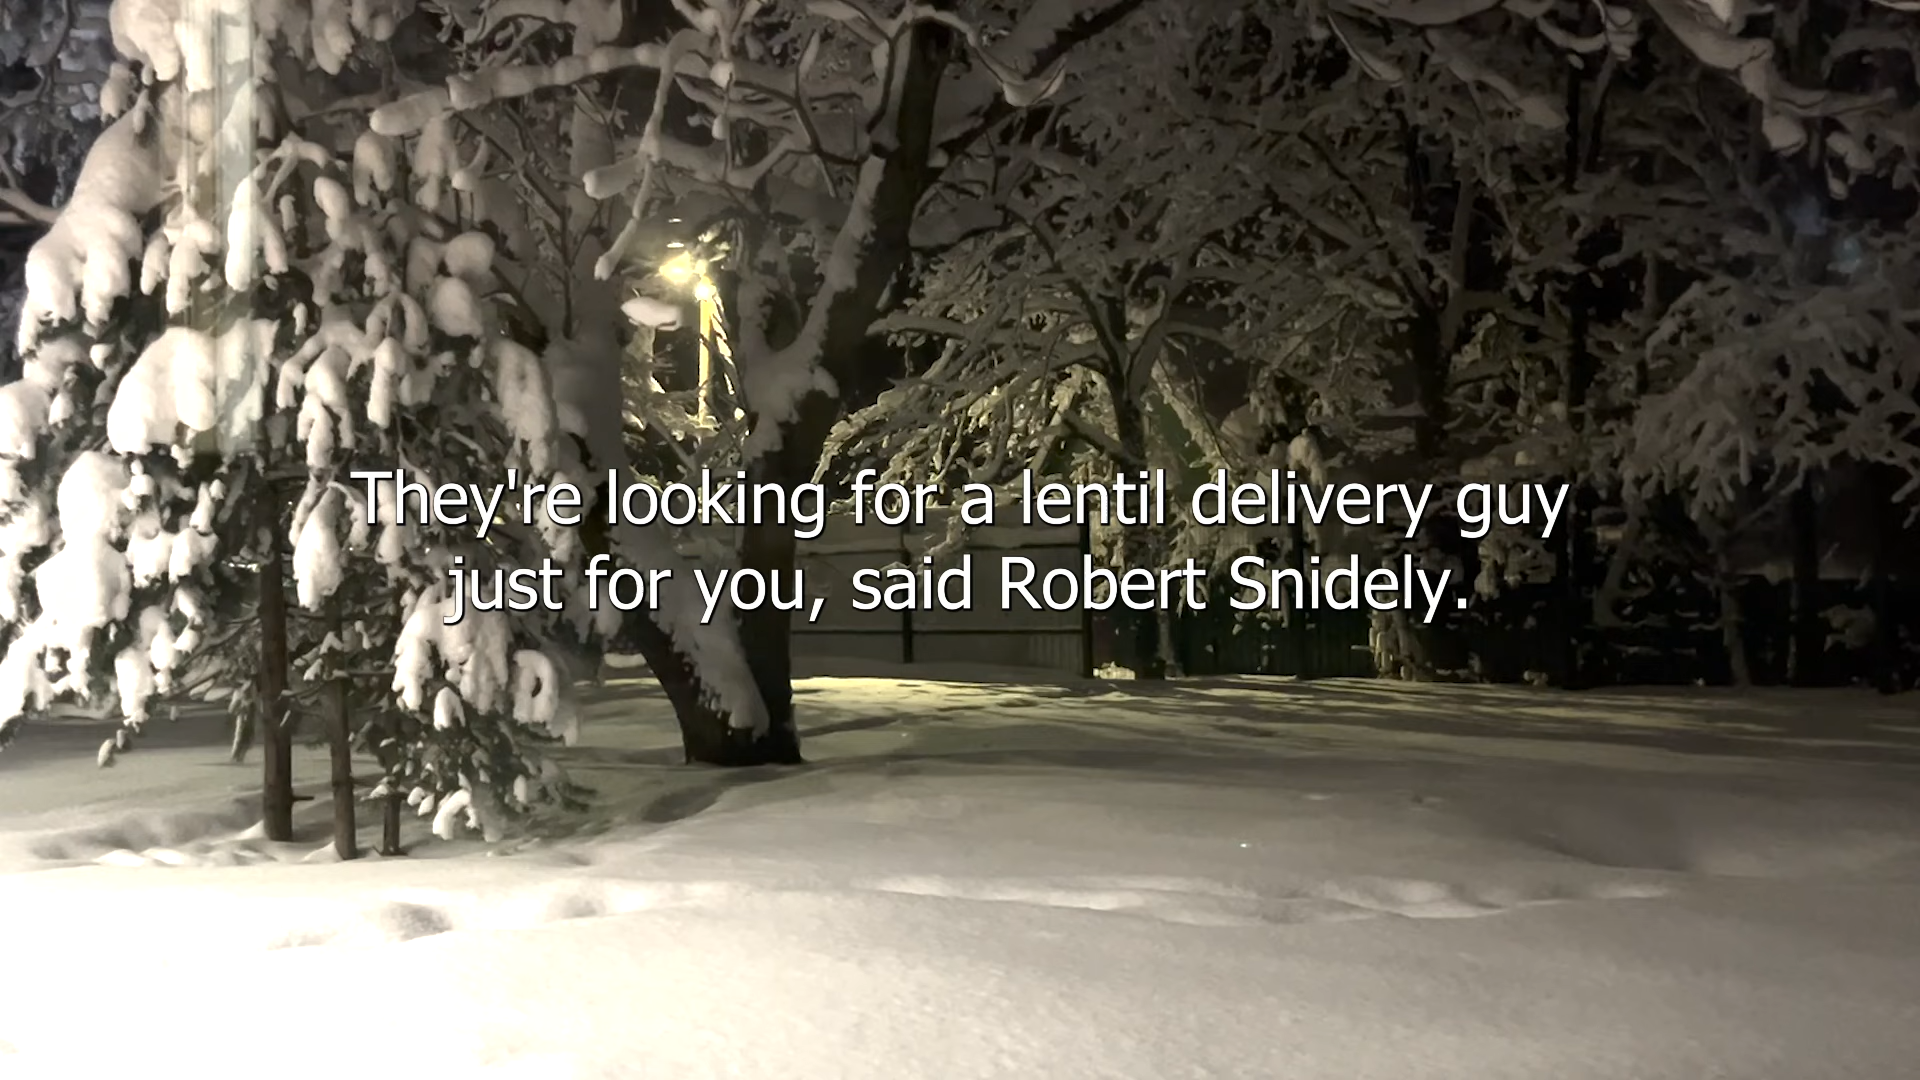 They're looking for a lentil delivery guy
just for you, said Robert Snidely.